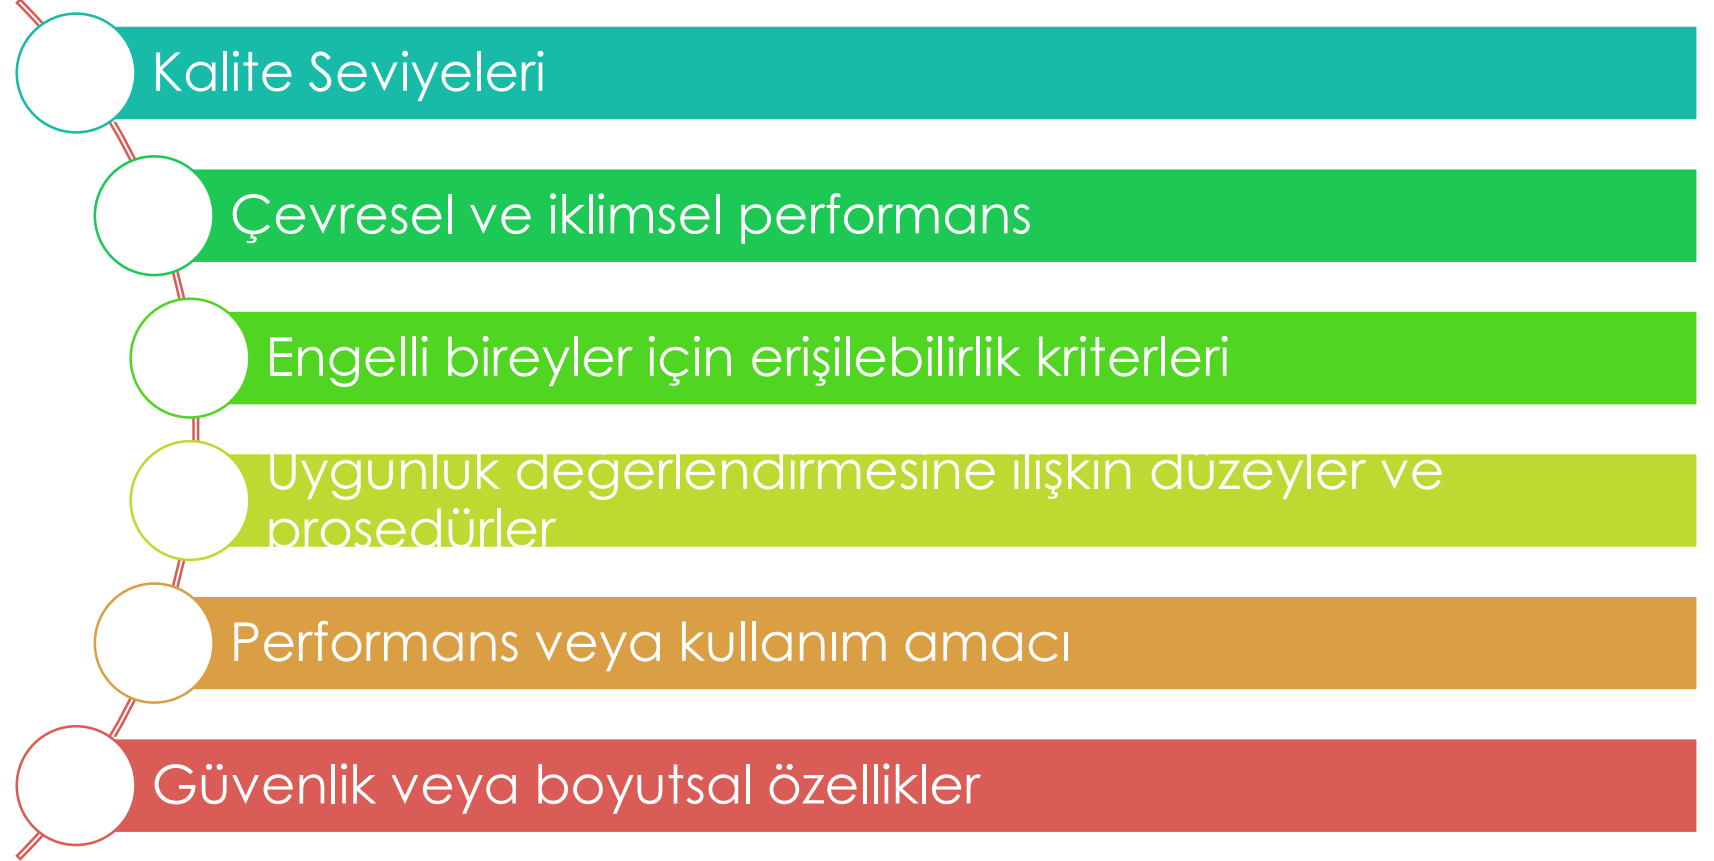 Kalite Seviyeleri
Çevresel ve iklimsel performans
Engelli bireyler için erişilebilirlik kriterleri
Uygunluk değerlendirmesine ilişkin düzeyler ve
prosedürler
Performans veya kullanım amacı
Güvenlik veya boyutsal özellikler